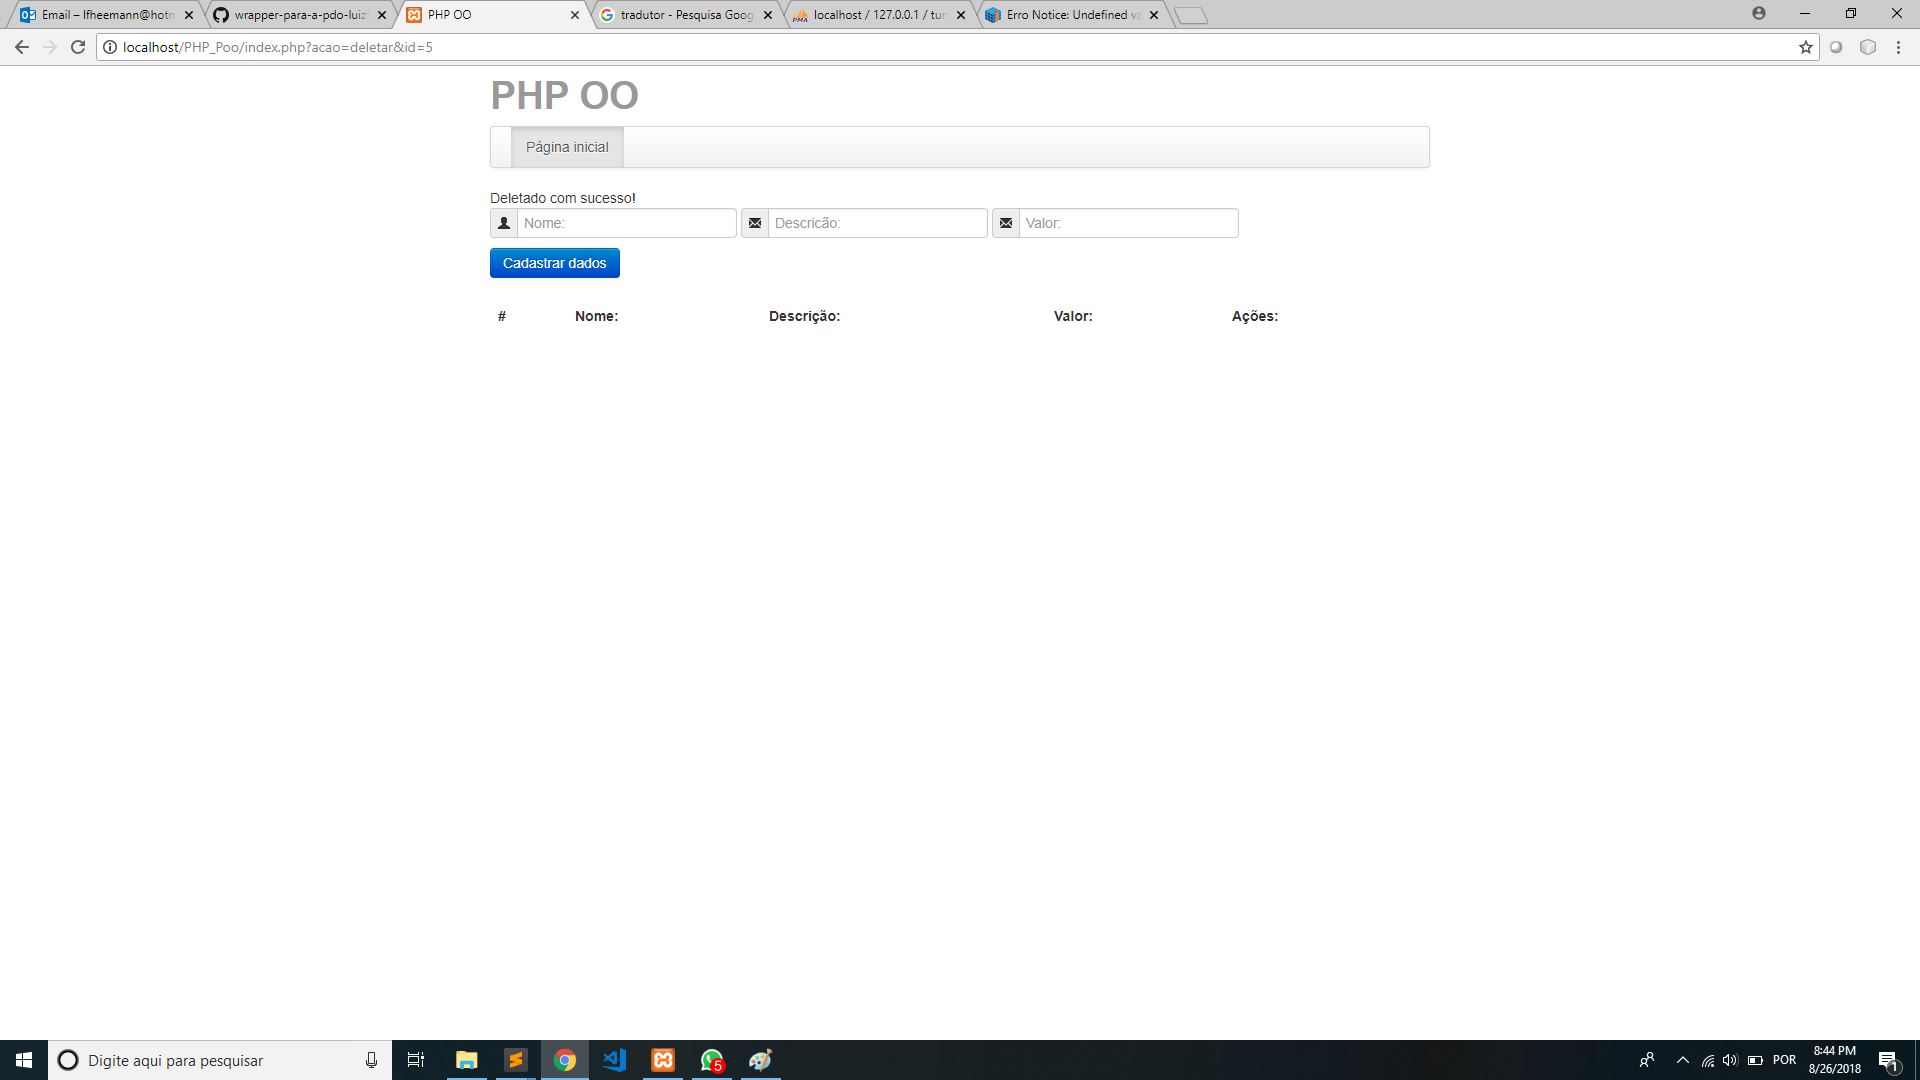 Email – lfheemann@hotm
wrapper-para-a-pdo-luiz
PHP OO
tradutor - Pesquisa Goog
localhost / 127.0.0.1 / tur
Erro Notice: Undefined va
localhost/PHP_Poo/index.php?acao=deletar&id=5
PHP OO
Página inicial
Deletado com sucesso!
Nome:
Descricão:
Valor:
Cadastrar dados
# Nome: Descrição: Valor: Ações:
Digite aqui para pesquisar
5
POR
8:44 PM
8/26/2018
1